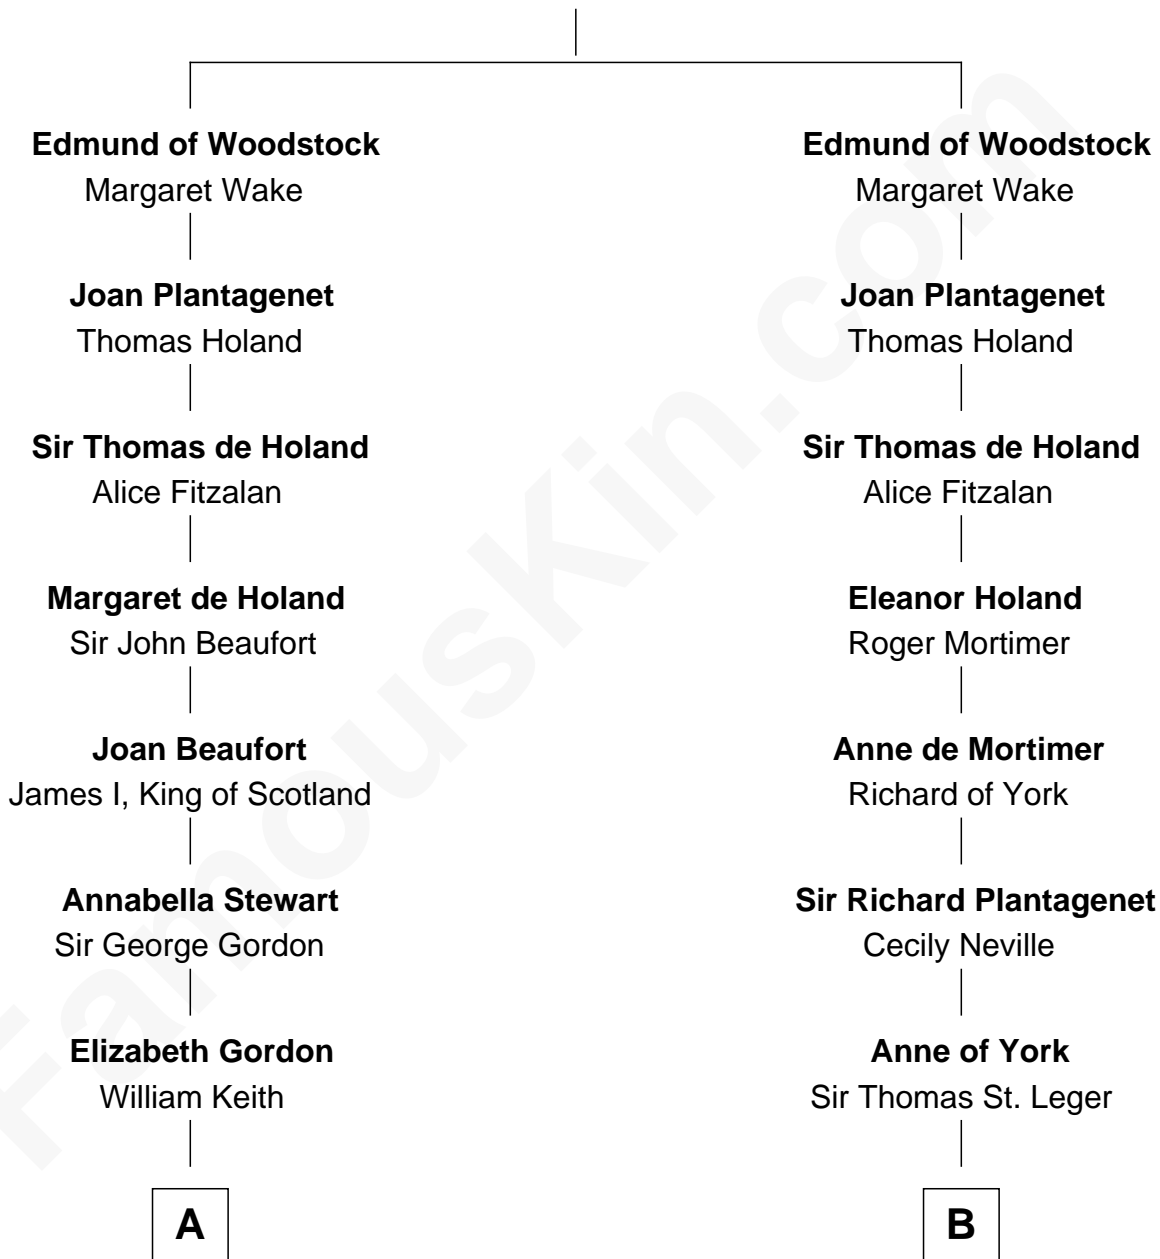 Edmund of Woodstock
Margaret Wake
Joan Plantagenet
Thomas Holand
Sir Thomas de Holand
Alice Fitzalan
Margaret de Holand
Sir John Beaufort
Joan Beaufort
James I, King of Scotland
Annabella Stewart
Sir George Gordon
Elizabeth Gordon
William Keith
A
Edmund of Woodstock
Margaret Wake
Joan Plantagenet
Thomas Holand
Sir Thomas de Holand
Alice Fitzalan
Eleanor Holand
Roger Mortimer
Anne de Mortimer
Richard of York
Sir Richard Plantagenet
Cecily Neville
Anne of York
Sir Thomas St. Leger
B
FamousKin.com